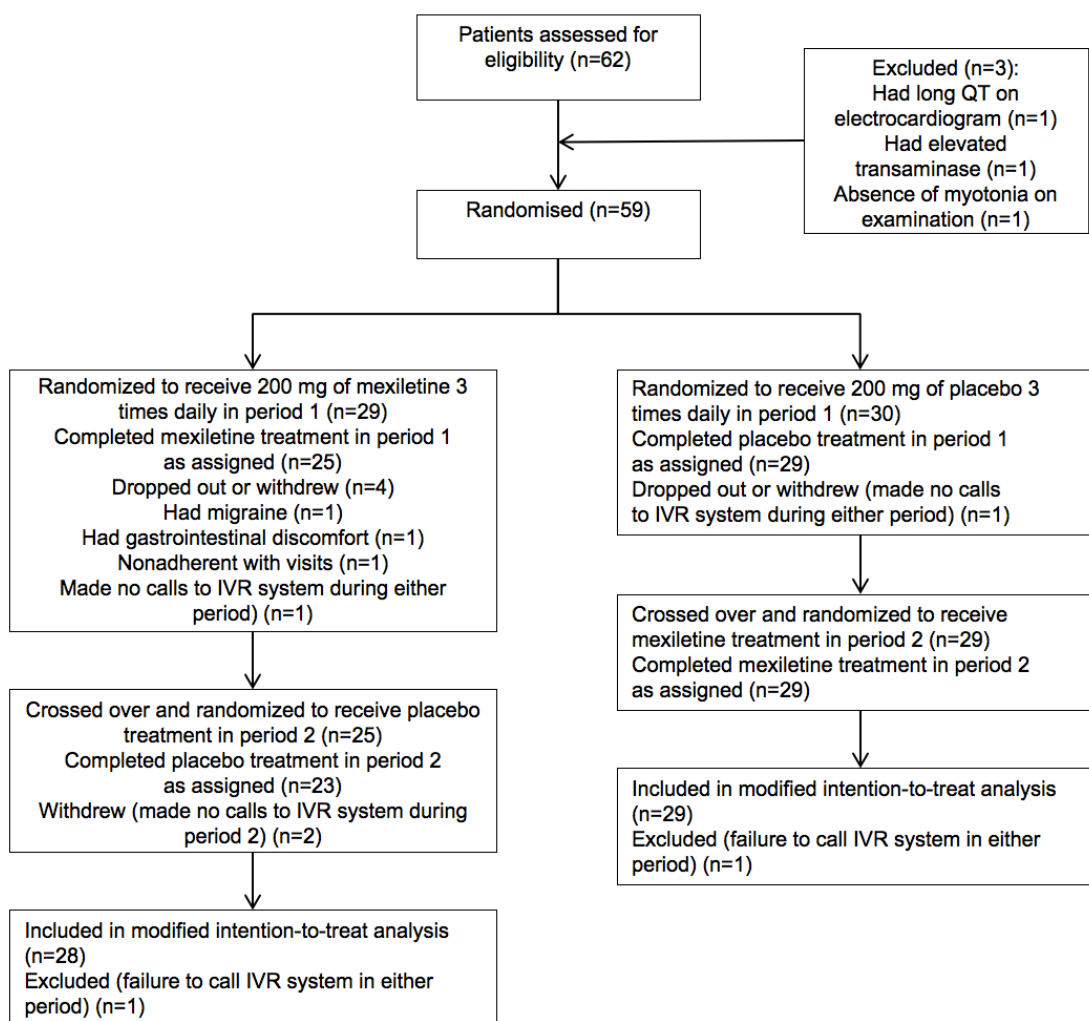 Patients assessed for
eligibility (n=62)
Excluded (n=3):
Had long QT on
electrocardiogram (n=1)
Had elevated
transaminase (n=1)
Absence of myotonia on
examination (n=1)
Randomised (n=59)
Randomized to receive 200 mg of mexiletine 3
times daily in period 1 (n=29)
Completed mexiletine treatment in period 1
as assigned (n=25)
Dropped out or withdrew (n=4)
Had migraine (n=1)
Had gastrointestinal discomfort (n=1)
Nonadherent with visits (n=1)
Made no calls to IVR system during either
period) (n=1)
Randomized to receive 200 mg of placebo 3
times daily in period 1 (n=30)
Completed placebo treatment in period 1
as assigned (n=29)
Dropped out or withdrew (made no calls
to IVR system during either period) (n=1)
Crossed over and randomized to receive
mexiletine treatment in period 2 (n=29)
Completed mexiletine treatment in period 2
as assigned (n=29)
Crossed over and randomized to receive placebo
treatment in period 2 (n=25)
Completed placebo treatment in period 2
as assigned (n=23)
Withdrew (made no calls to IVR system during
period 2) (n=2)
Included in modified intention-to-treat analysis
(n=29)
Excluded (failure to call IVR system in either
period) (n=1)
Included in modified intention-to-treat analysis
(n=28)
Excluded (failure to call IVR system in either
period) (n=1)